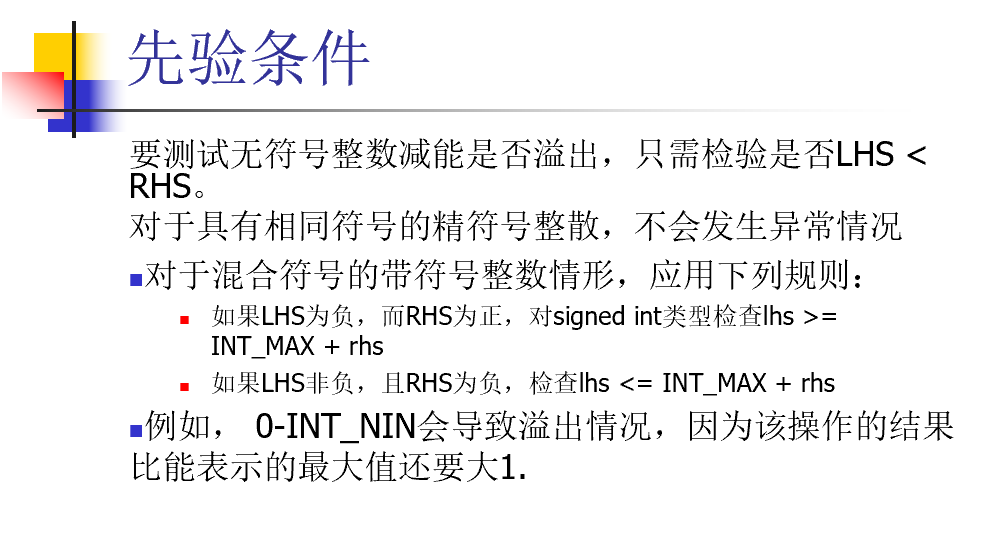 先验条件
要测试无符号整数减能是否溢出，只需检验是否LHS <
RHS。
对于具有相同符号的精符号整散，不会发生异常情况
对于混合符号的带符号整数情形，应用下列规则：
如果LHS为负，而RHS为正，对signed int类型检查lhs >=
INT_MAX + rhs
如果LHS非负，且RHS为负，检查lhs <= INT_MAX + rhs
例如， 0-INT_NIN会导致溢出情况，因为该操作的结果
比能表示的最大值还要大1.